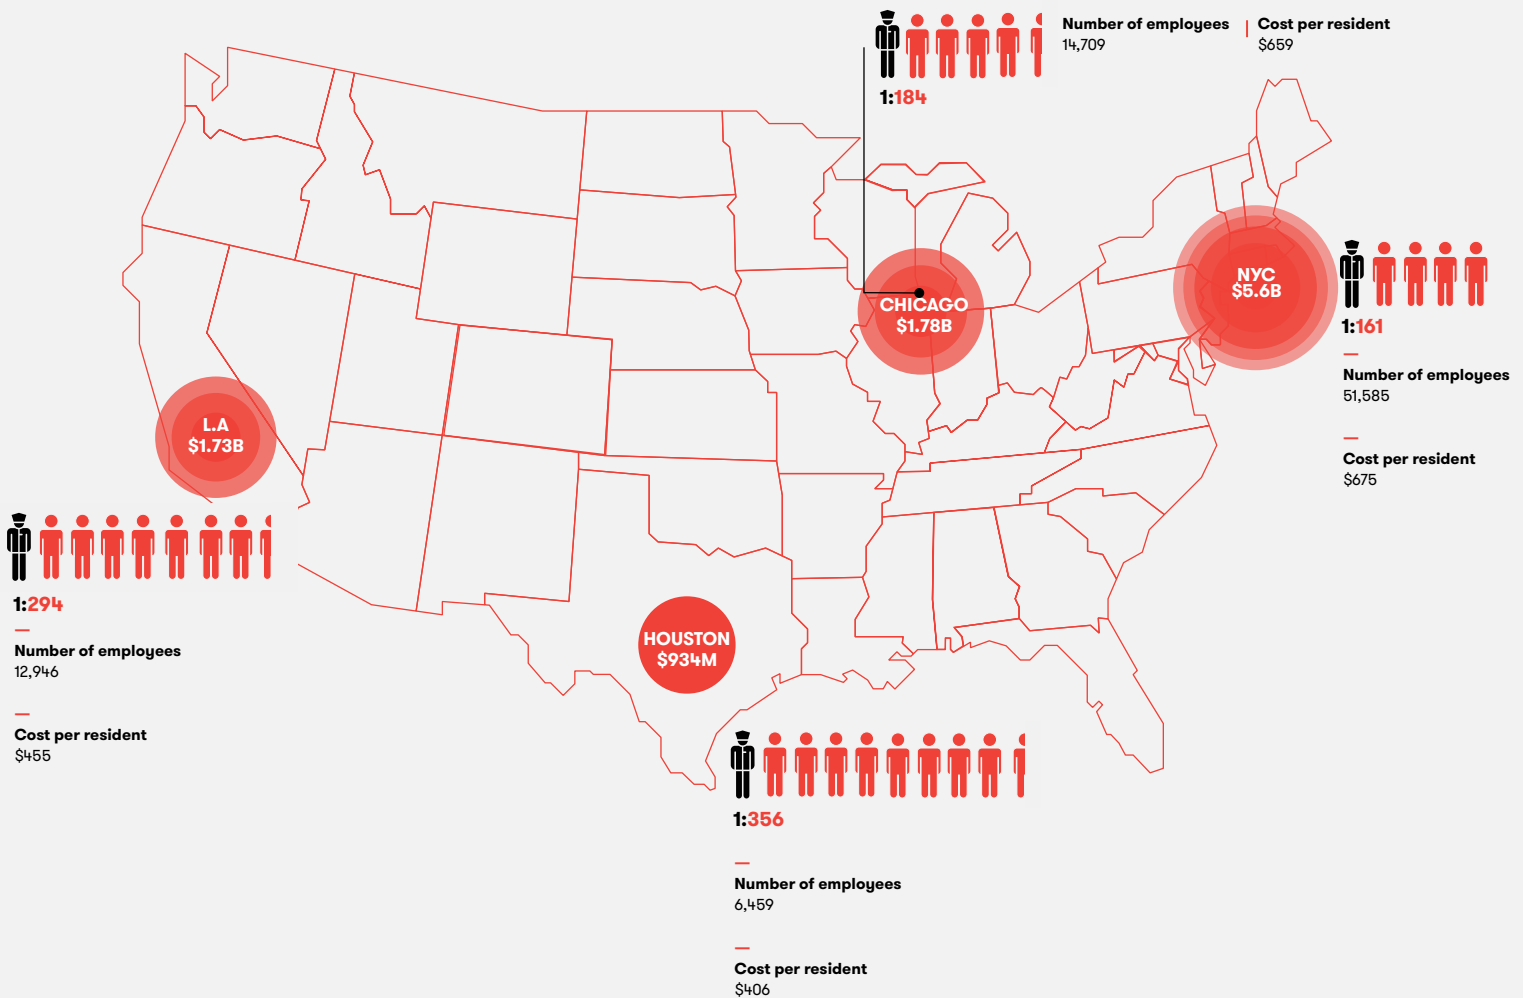 Number of employees
14,709
Cost per resident
$659
1:184
CHICAGO
$1.78B
NYC
$5.6B
1:161
Number of employees
51,585
Cost per resident
$675
L.A
$1.73B
1:294
Number of employees
12,946
Cost per resident
$455
HOUSTON
$934M
1:356
Number of employees
6,459
Cost per resident
$406